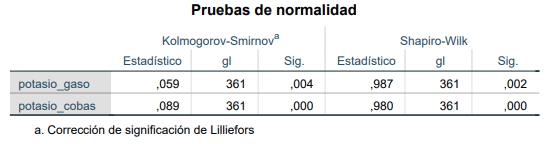 Pruebas de normalidad
Kolmogorov-Smirnovᵃ Shapiro-Wilk
Estadístico gl Sig. Estadístico gl Sig.
potasio_gaso ,059 361 ,004 ,987 361 ,002
potasio_cobas ,089 361 ,000 ,980 361 ,000
a. Corrección de significación de Lilliefors